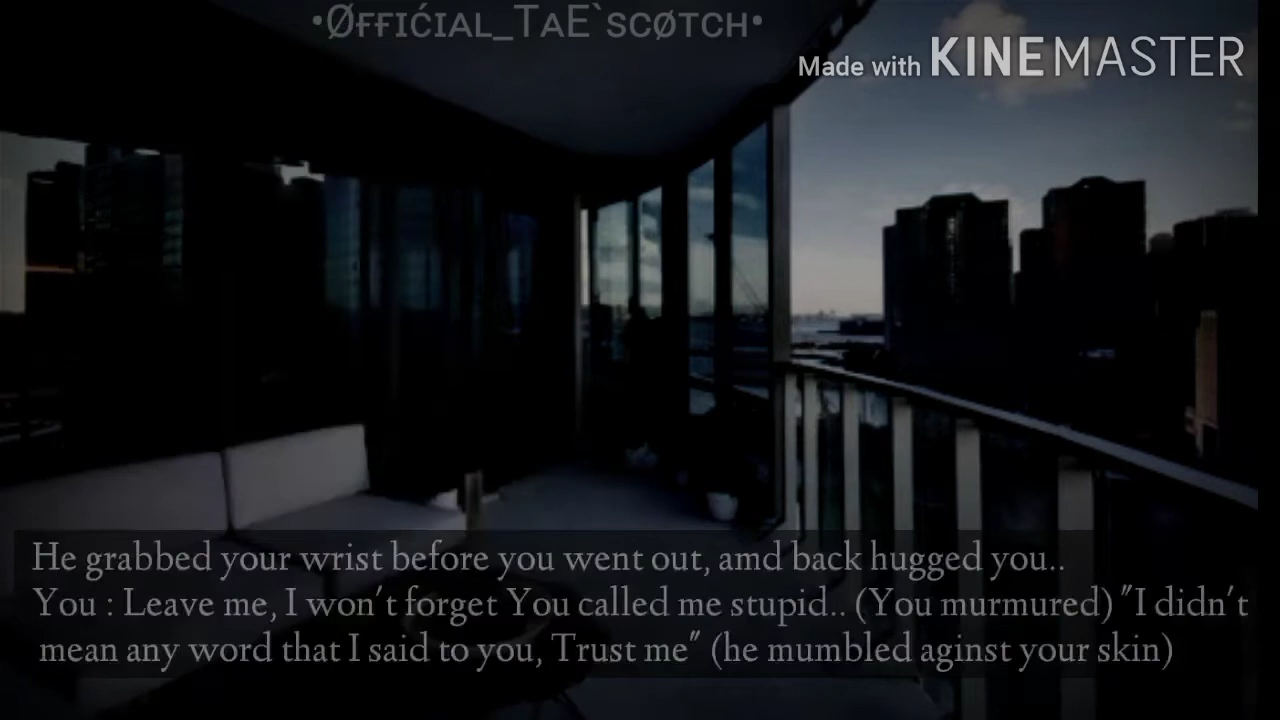 •ØғғıćıAL_TᴀE`scøтcн•
Made with KINEMASTER
He grabbed your wrist before you went out, amd back hugged you..
You : Leave me, I won't forget You called me stupid.. (You murmured) "I didn't
mean any word that I said to you, Trust me" (he mumbled aginst your skin)